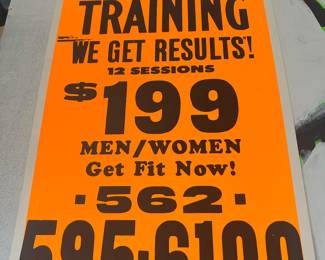 TRAINING
WE GET RESULTS!
12 SESSIONS
$199
MEN/WOMEN
Get Fit Now!
·562·
595·6100